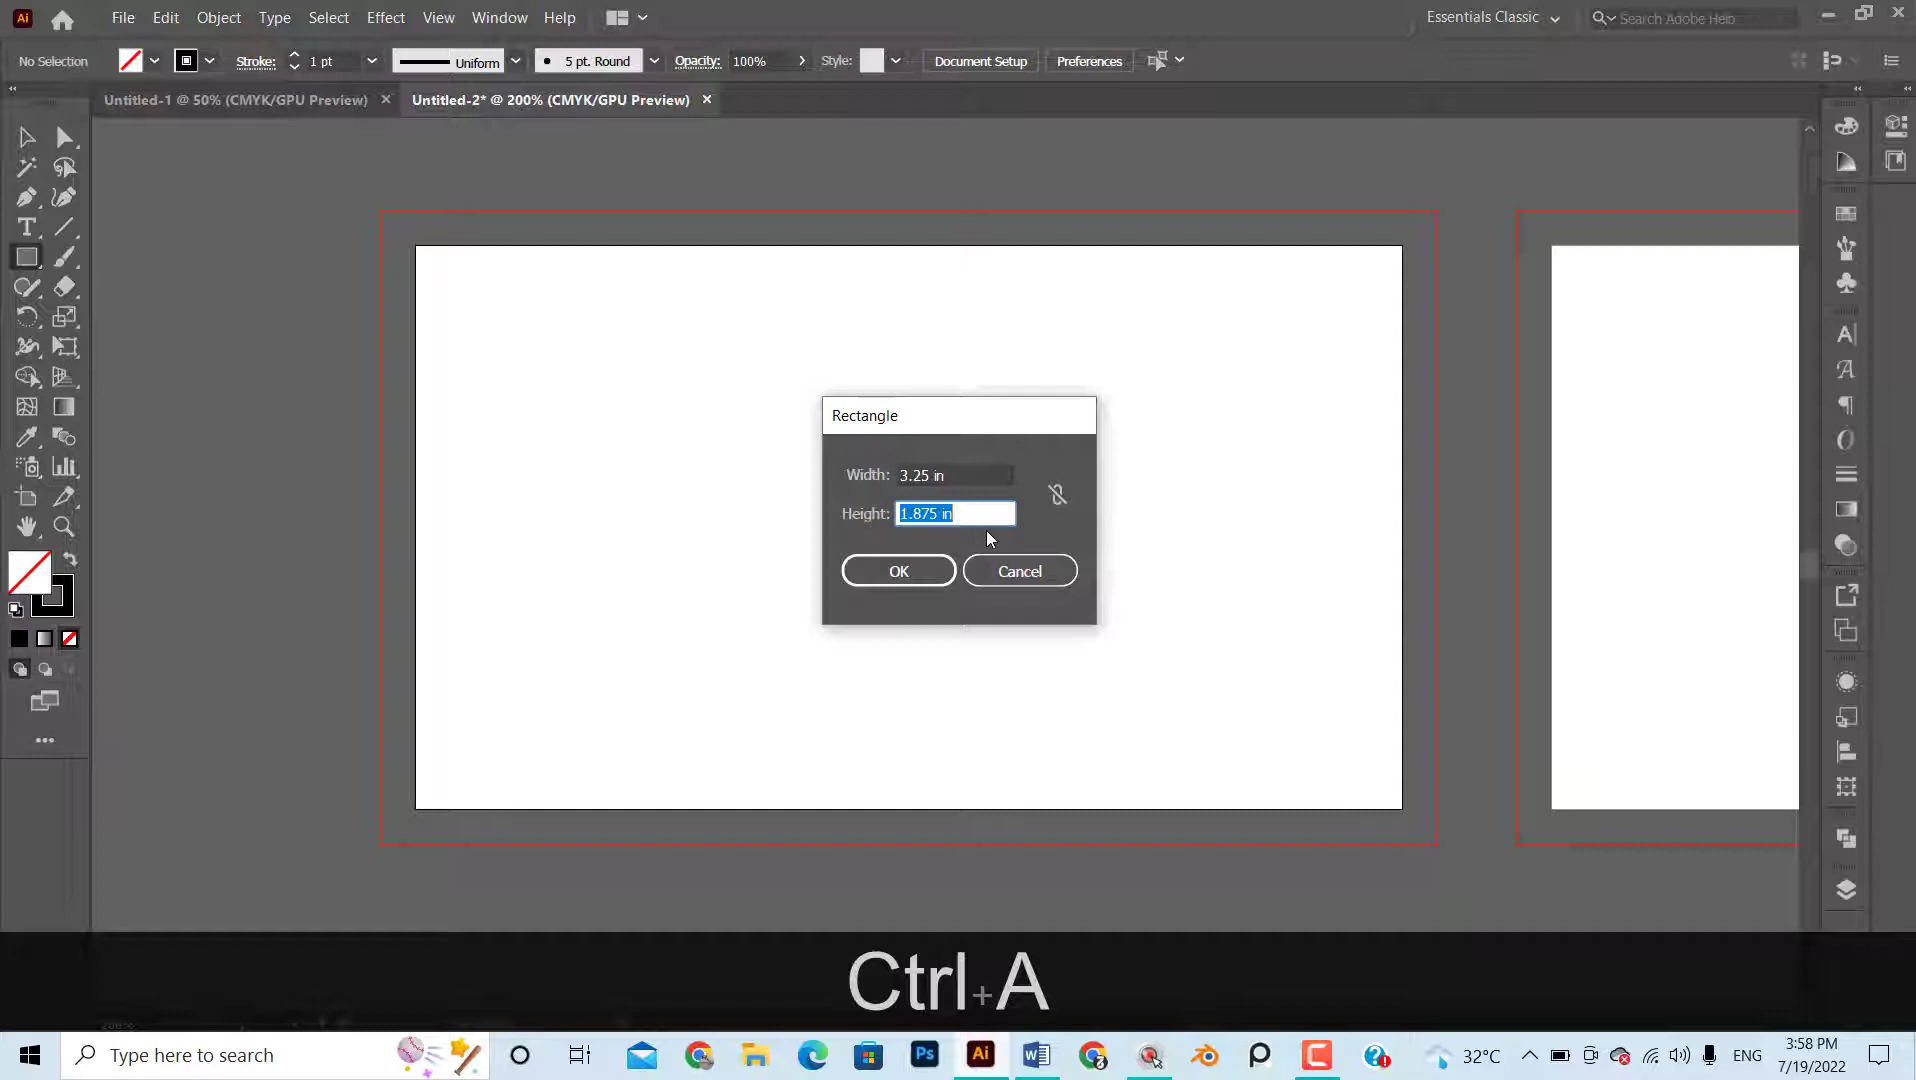 File Edit Object Type Select Effect View Window Help
Essentials Classic
Search Adobe Help
No Selection
Stroke:
1 pt
Uniform
5 pt. Round
Opacity:
100%
Style:
Document Setup
Preferences
Untitled-1 @ 50% (CMYK/GPU Preview)
Untitled-2* @ 200% (CMYK/GPU Preview)
Rectangle
Width: 3.25 in
Height: 1.875 in
OK
Cancel
Ctrl+A
Type here to search
32°C
ENG
3:58 PM
7/19/2022